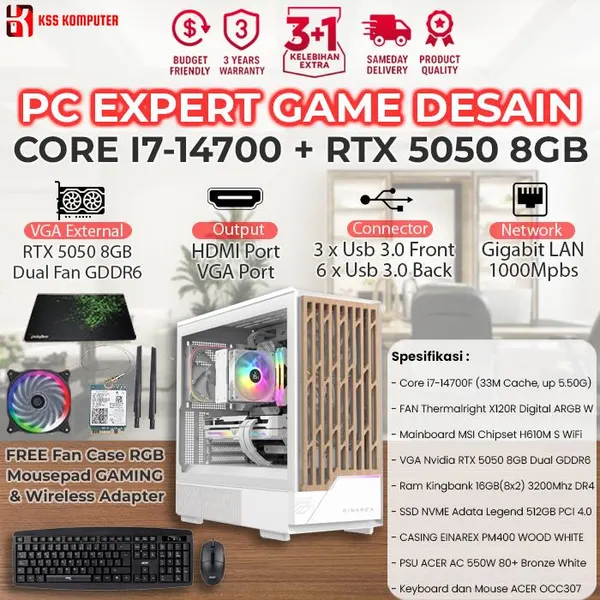 KSS KOMPUTER
BUDGET
FRIENDLY
3
3 YEARS
WARRANTY
3+1
KELEBIHAN
EXTRA
SAMEDAY
DELIVERY
PRODUCT
QUALITY
PC EXPERT GAME DESAIN
CORE I7-14700 + RTX 5050 8GB
VGA External
RTX 5050 8GB
Dual Fan GDDR6
Output
HDMI Port
VGA Port
Connector
3 x Usb 3.0 Front
6 x Usb 3.0 Back
Network
Gigabit LAN
1000Mpbs
FREE Fan Case RGB
Mousepad GAMING
& Wireless Adapter
EINAREX
Spesifikasi :
- Core i7-14700F (33M Cache, up 5.50G)
- FAN Thermalright X120R Digital ARGB W
- Mainboard MSI Chipset H610M S WiFi
- VGA Nvidia RTX 5050 8GB Dual GDDR6
- Ram Kingbank 16GB(8x2) 3200Mhz DR4
- SSD NVME Adata Legend 512GB PCI 4.0
- CASING EINAREX PM400 WOOD WHITE
- PSU ACER AC 550W 80+ Bronze White
- Keyboard dan Mouse ACER OCC307